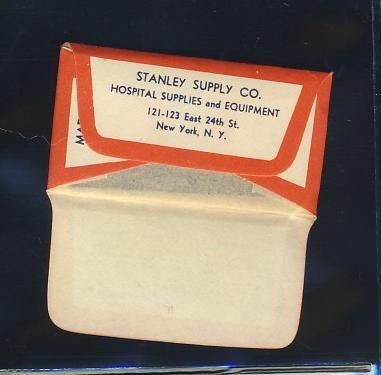 STANLEY SUPPLY CO.
HOSPITAL SUPPLIES and EQUIPMENT
121-123 East 24th St.
New York, N. Y.